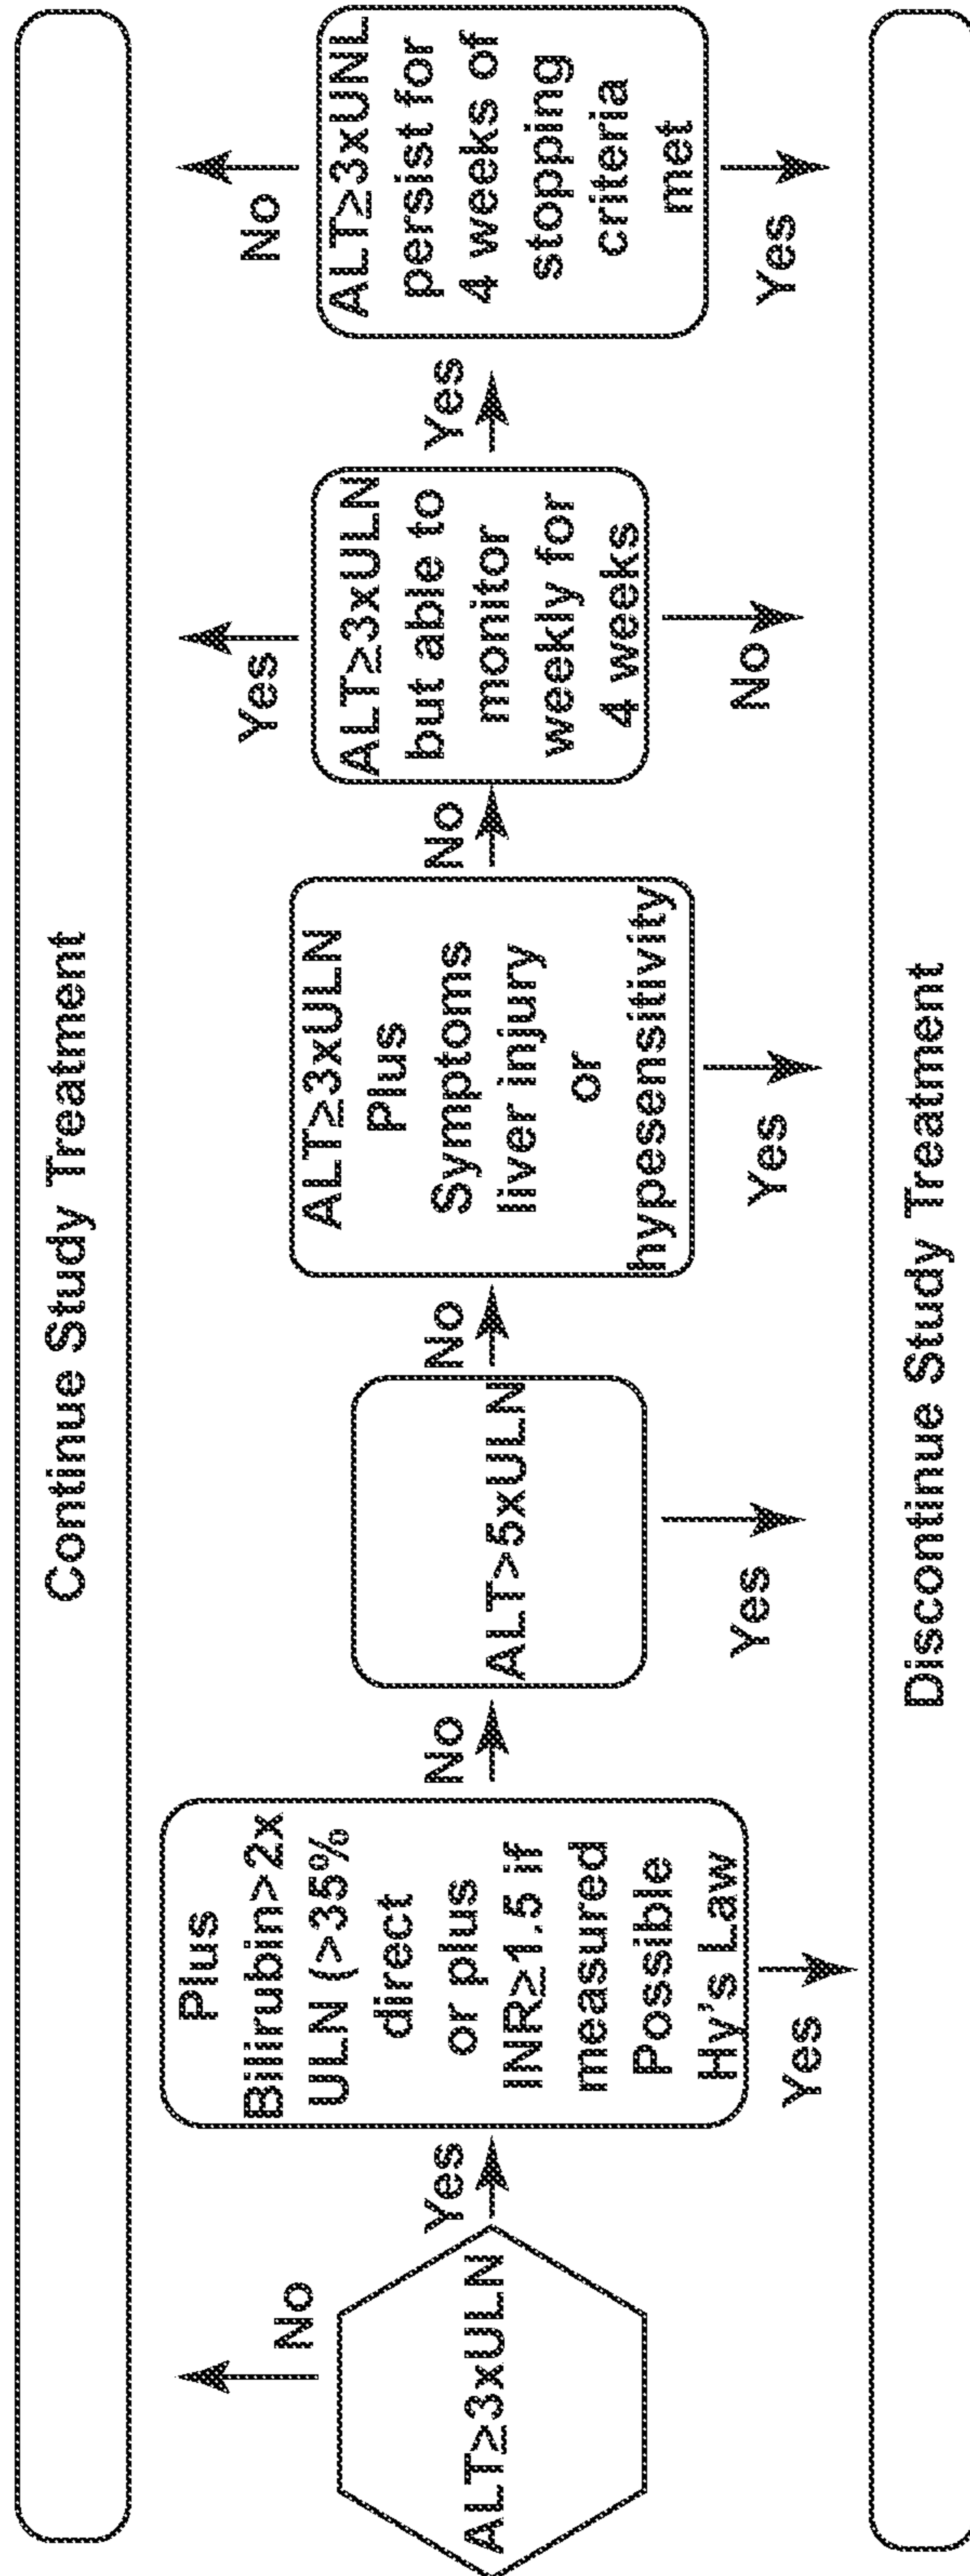 Continue Study Treatment
No
ALT≥3xULN
Yes
Plus
Bilirubin>2x
ULN (>35%
direct
or plus
INR≥1.5 if
measured
Possible
Hy's Law
Yes
No
ALT>5xULN
Yes
No
ALT≥3xULN
Plus
Symptoms
liver injury
or
hypesensitivity
Yes
No
Yes
ALT≥3xULN
but able to
monitor
weekly for
4 weeks
No
Yes
No
ALT≥3xUNL
persist for
4 weeks of
stopping
criteria
met
Yes
Discontinue Study Treatment